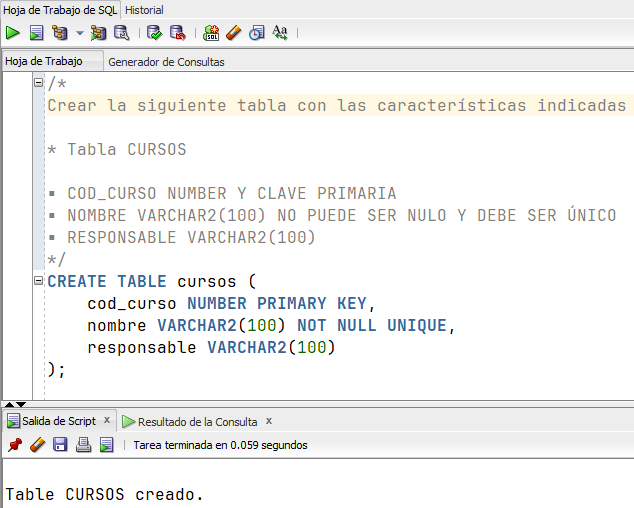 Hoja de Trabajo de SQL Historial
Hoja de Trabajo Generador de Consultas
/*
Crear la siguiente tabla con las características indicadas
* Tabla CURSOS
▪ COD_CURSO NUMBER Y CLAVE PRIMARIA
▪ NOMBRE VARCHAR2(100) NO PUEDE SER NULO Y DEBE SER ÚNICO
▪ RESPONSABLE VARCHAR2(100)
*/
CREATE TABLE cursos (
cod_curso NUMBER PRIMARY KEY,
nombre VARCHAR2(100) NOT NULL UNIQUE,
responsable VARCHAR2(100)
);
Salida de Script x Resultado de la Consulta x
Tarea terminada en 0.059 segundos
Table CURSOS creado.